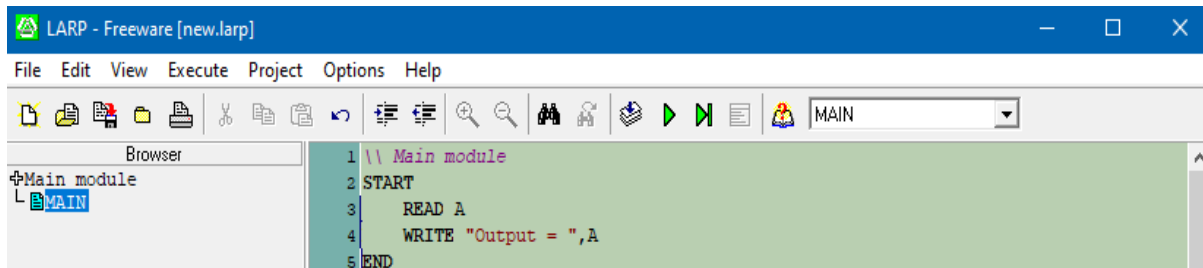 LARP - Freeware [new.larp]
File Edit View Execute Project Options Help
MAIN
Browser
Main module
MAIN
1 \\ Main module
2 START
3 READ A
4 WRITE "Output = ",A
5 END